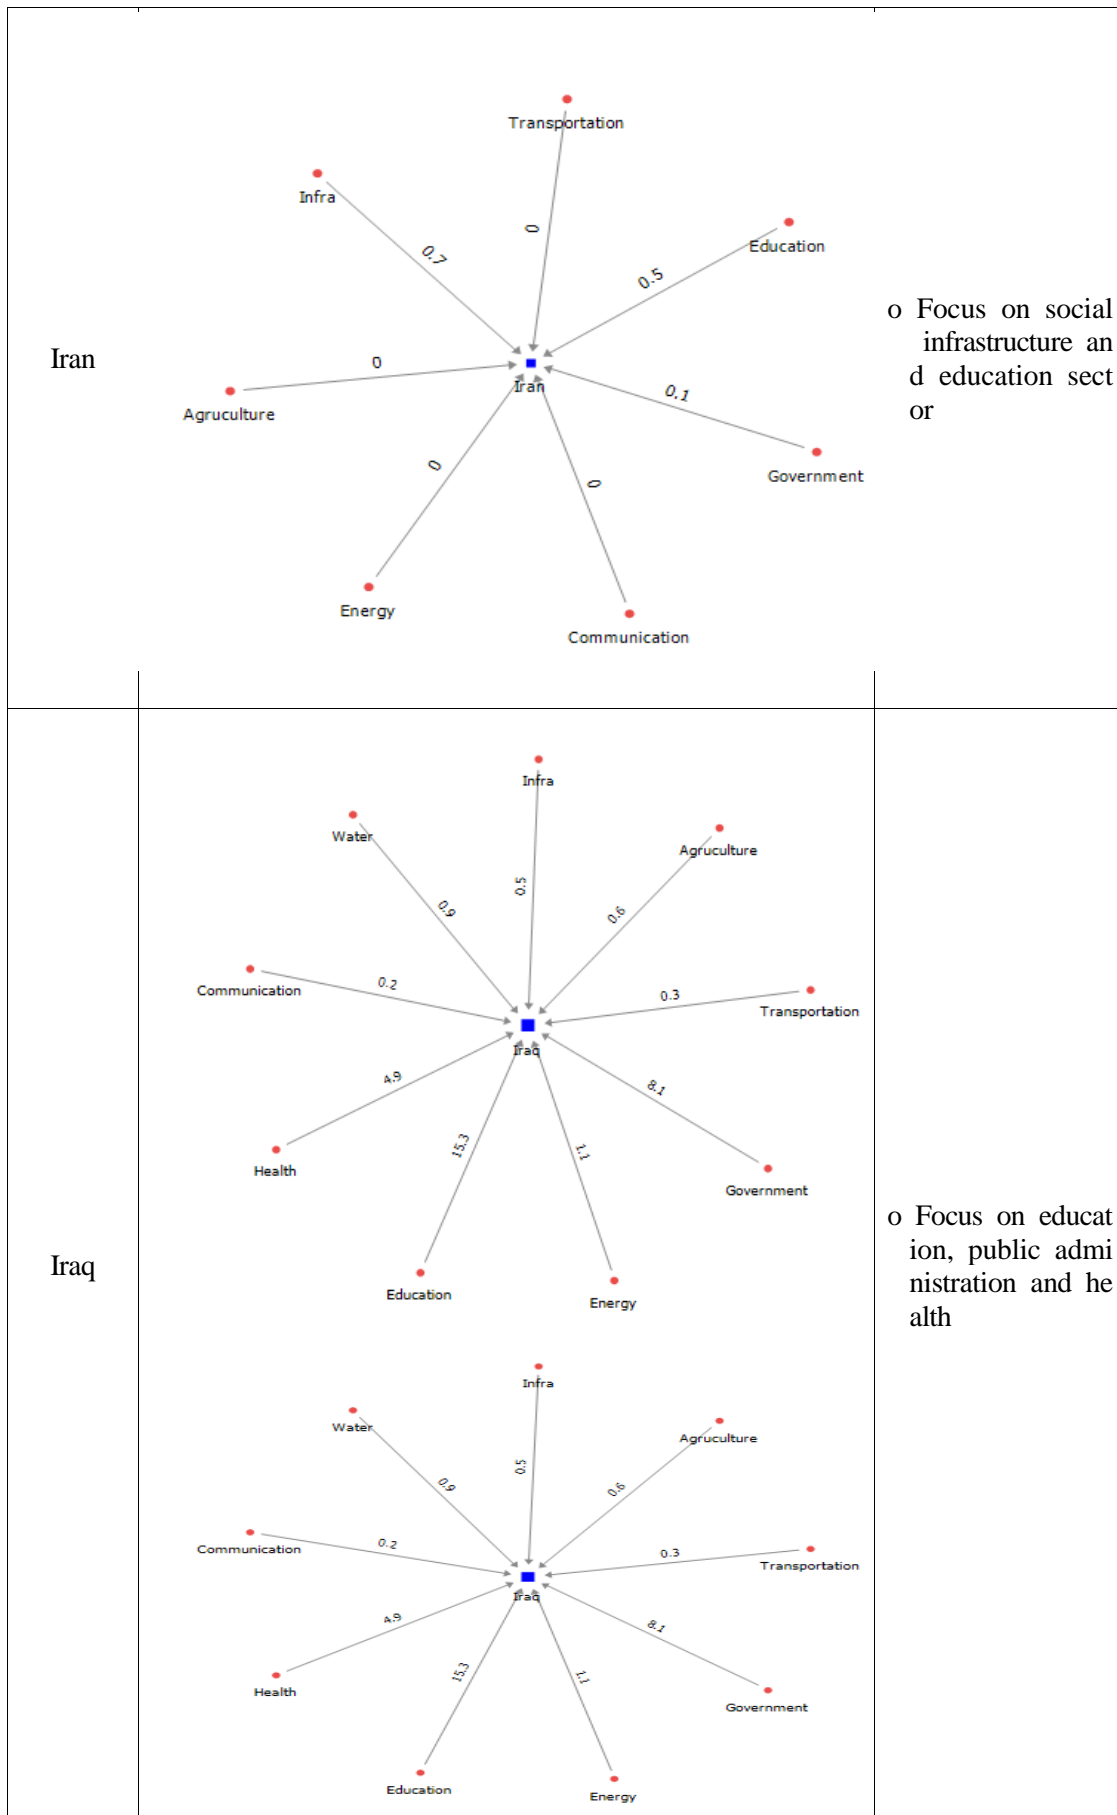 Transportation
Infra
Education
0
0.7
0.5
Iran
0
Iran
Agruculture
0.1
Government
0
0
Energy
Communication
o Focus on social
infrastructure an
d education sect
or
Iraq
Infra
Water
Agruculture
0.5
0.9
0.6
Communication
0.2
0.3
Transportation
Iraq
4.9
8.1
Health
15.3
1.1
Government
Education
Energy
o Focus on educat
ion, public admi
nistration and he
alth
Infra
Water
Agruculture
0.5
0.9
0.6
Communication
0.2
0.3
Transportation
Iraq
4.9
8.1
Health
15.3
1.1
Government
Education
Energy